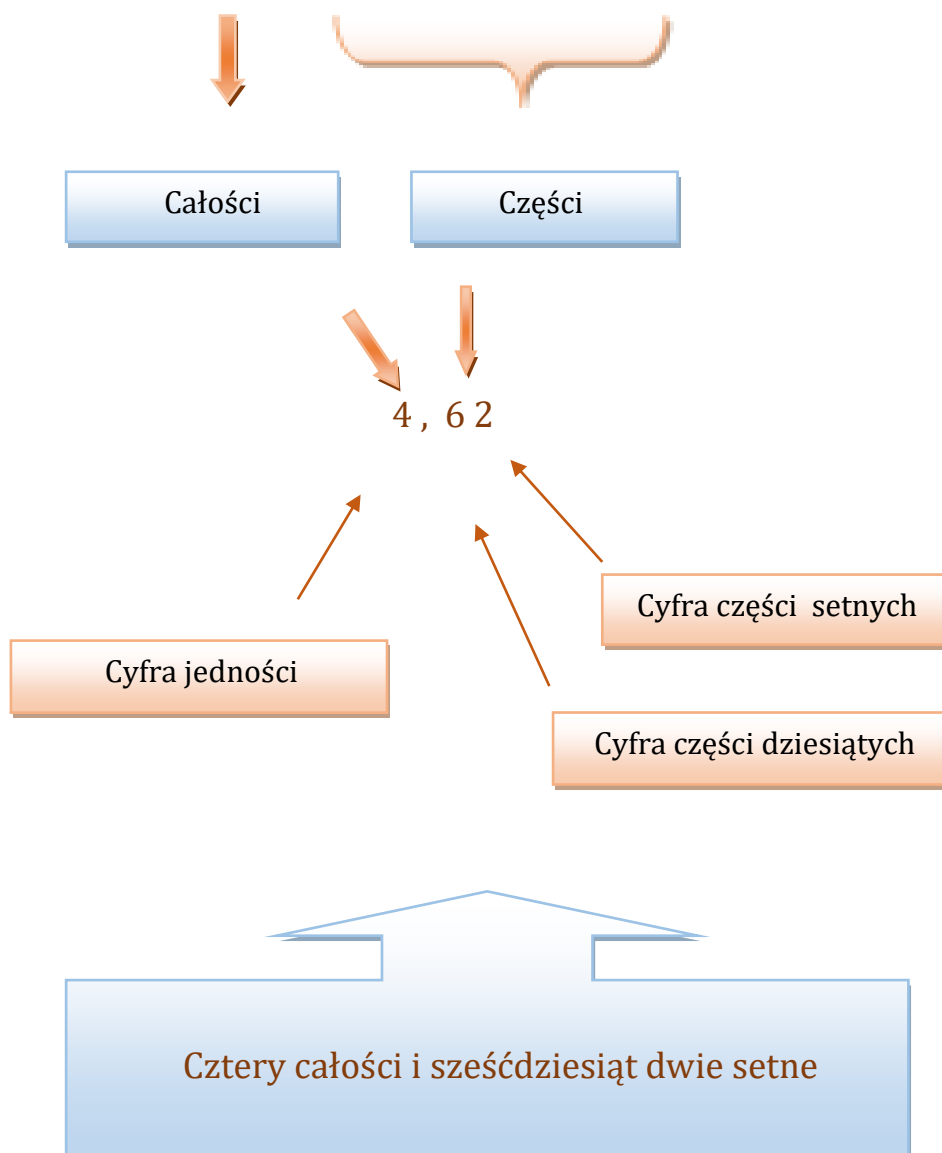 Całości
Części
4 , 6 2
Cyfra części setnych
Cyfra jedności
Cyfra części dziesiątych
Cztery całości i sześćdziesiąt dwie setne